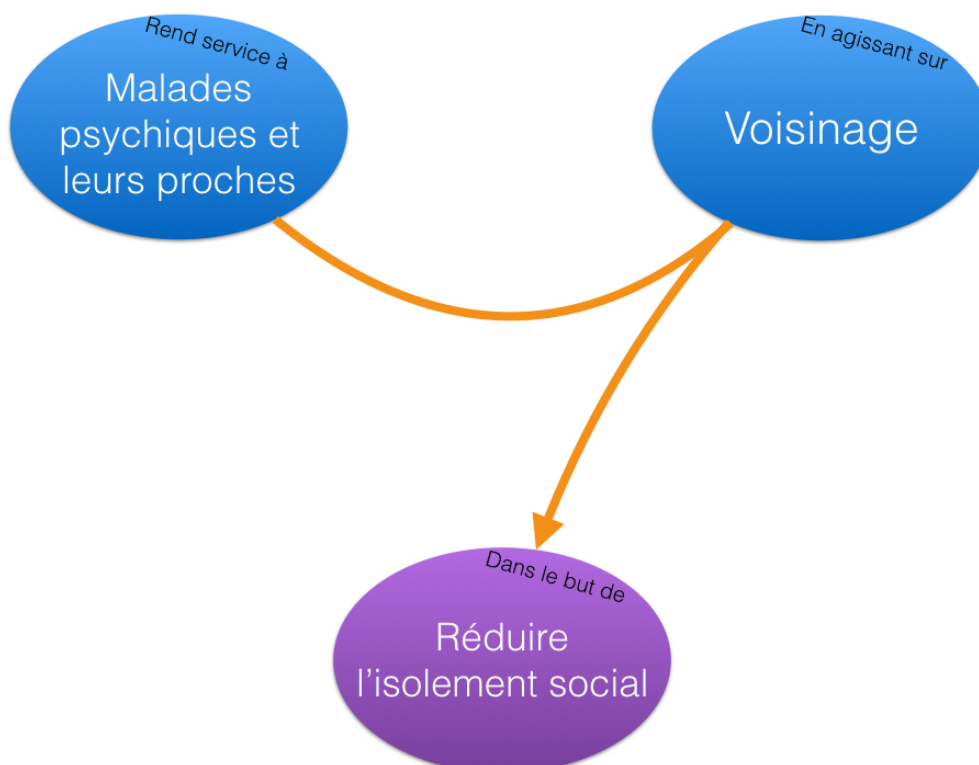 Rend service à
Malades
psychiques et
leurs proches
En agissant sur
Voisinage
Dans le but de
Réduire
l'isolement social